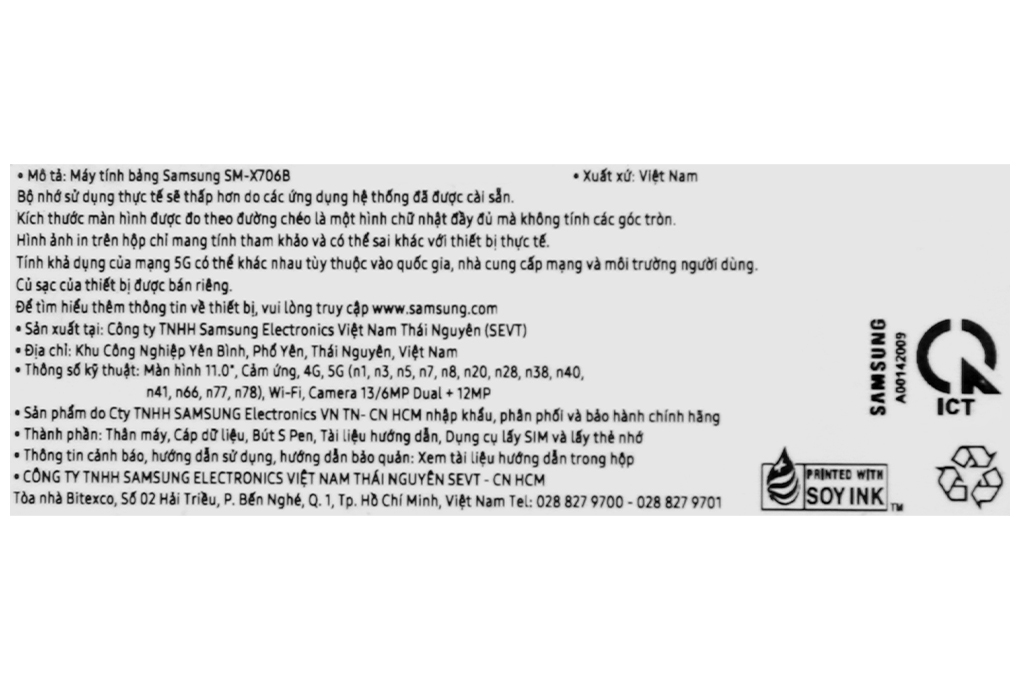 • Mô tả: Máy tính bảng Samsung SM-X706B
• Xuất xứ: Việt Nam
Bộ nhớ sử dụng thực tế sẽ thấp hơn do các ứng dụng hệ thống đã được cài sẵn.
Kích thước màn hình được đo theo đường chéo là một hình chữ nhật đầy đủ mà không tính các góc tròn.
Hình ảnh in trên hộp chỉ mang tính tham khảo và có thể sai khác với thiết bị thực tế.
Tính khả dụng của mạng 5G có thể khác nhau tùy thuộc vào quốc gia, nhà cung cấp mạng và môi trường người dùng.
Củ sạc của thiết bị được bán riêng.
Để tìm hiểu thêm thông tin về thiết bị, vui lòng truy cập www.samsung.com
• Sản xuất tại: Công ty TNHH Samsung Electronics Việt Nam Thái Nguyên (SEVT)
• Địa chỉ: Khu Công Nghiệp Yên Bình, Phổ Yên, Thái Nguyên, Việt Nam
• Thông số kỹ thuật: Màn hình 11.0", Cảm ứng, 4G, 5G (n1, n3, n5, n7, n8, n20, n28, n38, n40,
n41, n66, n77, n78), Wi-Fi, Camera 13/6MP Dual + 12MP
• Sản phẩm do Cty TNHH SAMSUNG Electronics VN TN- CN HCM nhập khẩu, phân phối và bảo hành chính hãng
• Thành phần: Thân máy, Cáp dữ liệu, Bút S Pen, Tài liệu hướng dẫn, Dụng cụ lấy SIM và lấy thẻ nhớ
• Thông tin cảnh báo, hướng dẫn sử dụng, hướng dẫn bảo quản: Xem tài liệu hướng dẫn trong hộp
• CÔNG TY TNHH SAMSUNG ELECTRONICS VIỆT NAM THÁI NGUYÊN SEVT - CN HCM
Tòa nhà Bitexco, Số 02 Hải Triều, P. Bến Nghé, Q. 1, Tp. Hồ Chí Minh, Việt Nam Tel: 028 827 9700 - 028 827 9701
SAMSUNG
A00142009
ICT
PRINTED WITH
SOY INK
TM